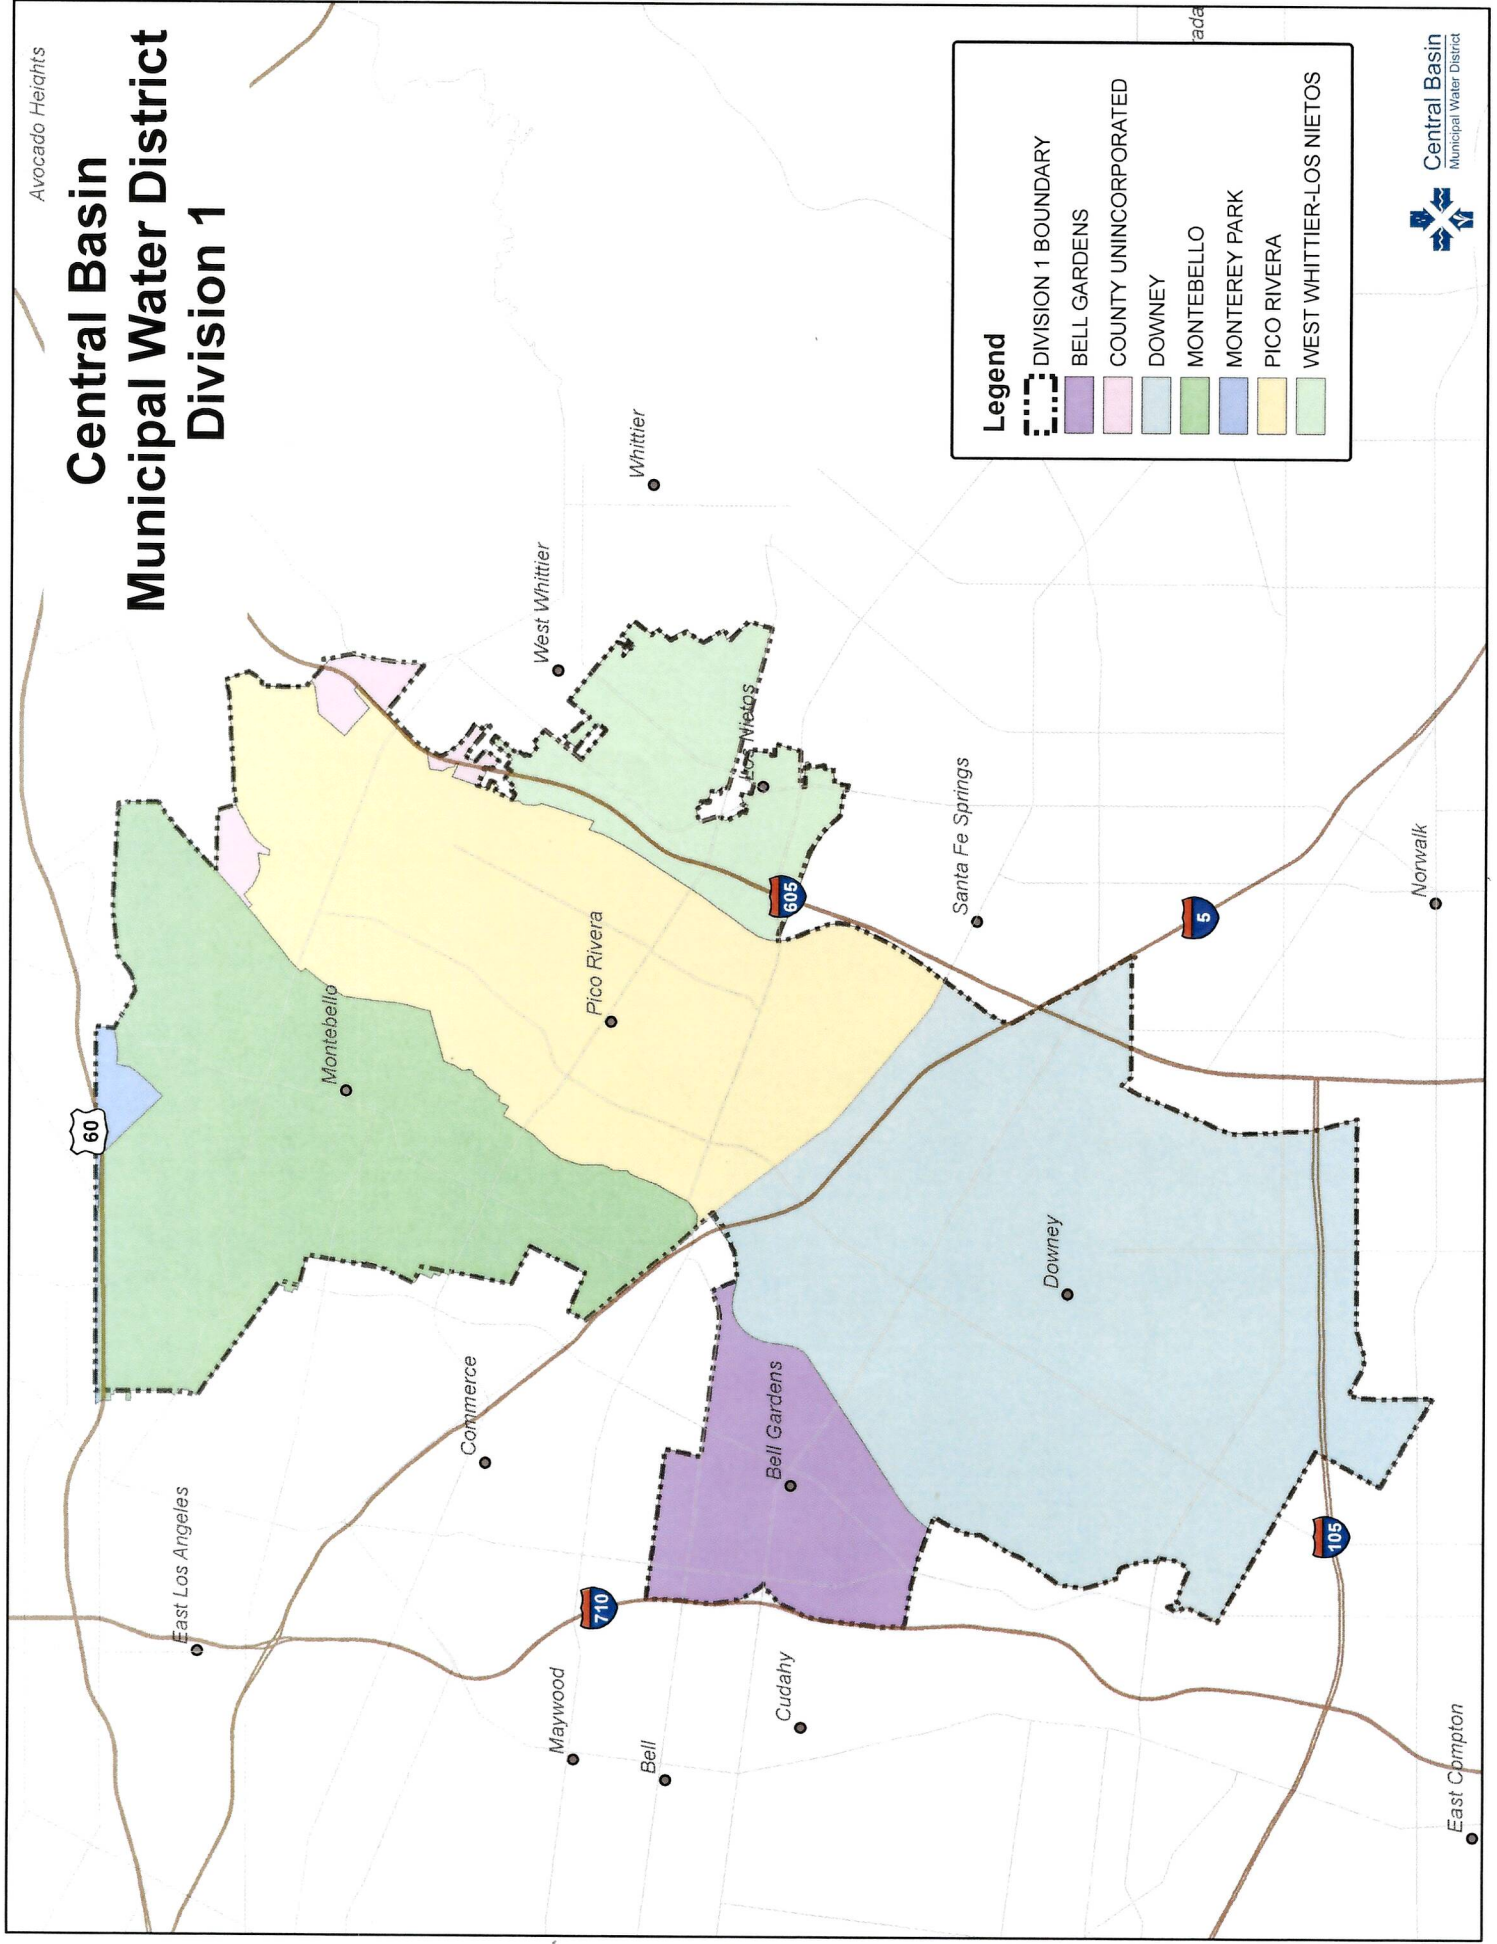 Central Basin
Municipal Water District
Division 1
Avocado Heights
60
Montebello
East Los Angeles
Commerce
Pico Rivera
West Whittier
Whittier
Los Nietos
605
710
Maywood
Bell
Cudahy
Bell Gardens
Downey
Santa Fe Springs
5
Norwalk
105
East Compton
rada
Legend
DIVISION 1 BOUNDARY
BELL GARDENS
COUNTY UNINCORPORATED
DOWNEY
MONTEBELLO
MONTEREY PARK
PICO RIVERA
WEST WHITTIER-LOS NIETOS
Central Basin
Municipal Water District